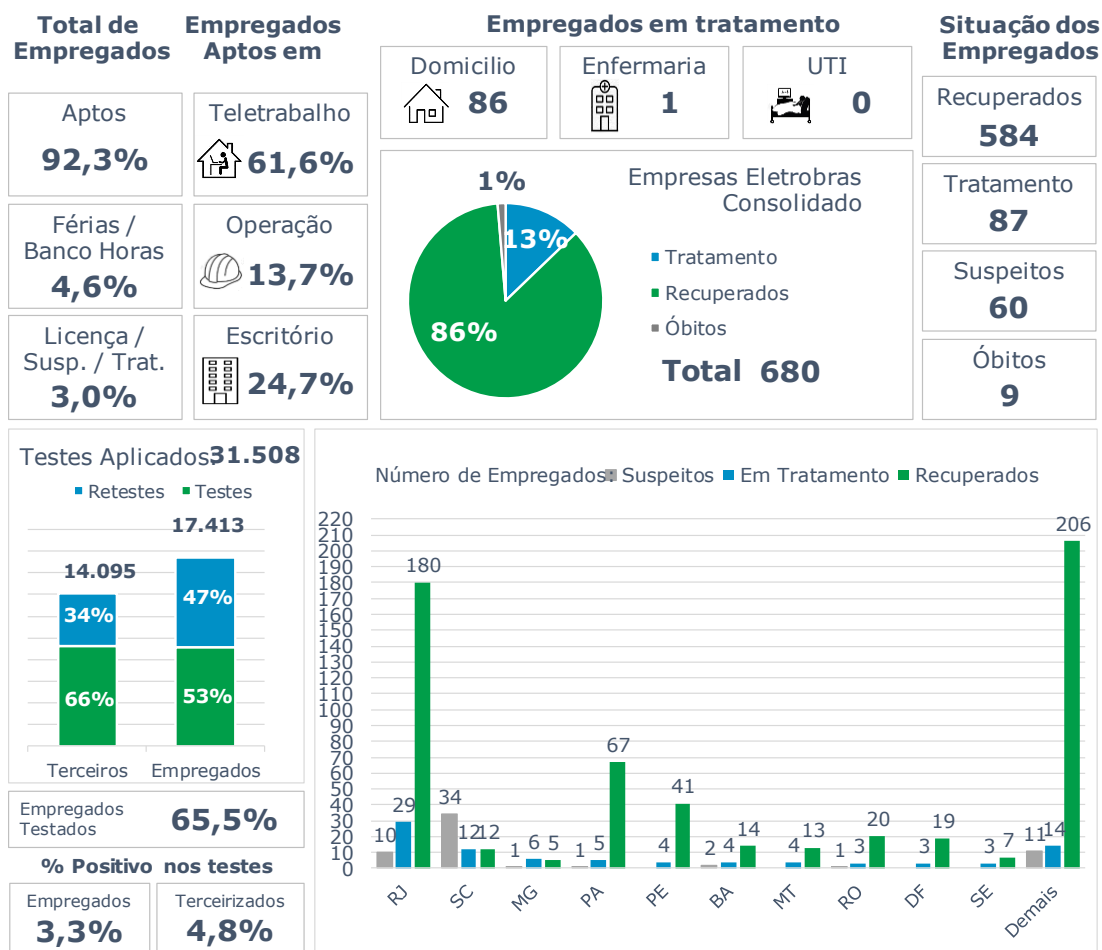 Total de
Empregados
Aptos
92,3%
Férias /
Banco Horas
4,6%
Licença /
Susp. / Trat.
3,0%
Empregados
Aptos em
Teletrabalho
61,6%
Operação
13,7%
Escritório
24,7%
Empregados em tratamento
Domicilio
86
Enfermaria
1
UTI
0
Empresas Eletrobras
Consolidado
1%
13%
86%
Tratamento
Recuperados
Óbitos
Total 680
Situação dos
Empregados
Recuperados
584
Tratamento
87
Suspeitos
60
Óbitos
9
Testes Aplicados: 31.508
Retestes Testes
17.413
14.095
47%
34%
66%
53%
Terceiros Empregados
Empregados
Testados
65,5%
% Positivo nos testes
Empregados
3,3%
Terceirizados
4,8%
Número de Empregados: Suspeitos Em Tratamento Recuperados
220
210
200
190
180
170
160
150
140
130
120
110
100
90
80
70
60
50
40
30
20
10
0
10 29 180
34 12 12
1 6 5
1 5 67
4 41
2 4 14
4 13
1 3 20
3 19
3 7
11 14 206
RJ SC MG PA PE BA MT RO DF SE Demais